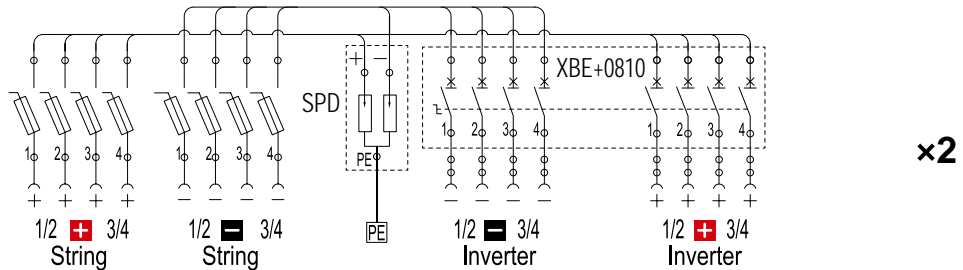 + −
XBE+0810
SPD
1 2 3 4 1 2 3 4 PE 1 2 3 4 1 2 3 4
+ + + + − − − − − − − − + + + +
1/2 + 3/4 1/2 − 3/4 PE 1/2 − 3/4 1/2 + 3/4
String String Inverter Inverter
×2